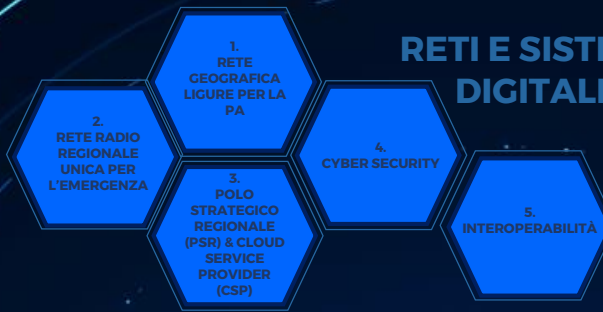 RETI E
DIGITALI
1.
RETE
GEOGRAFICA
LIGURE PER LA
PA
2.
RETE RADIO
REGIONALE
UNICA PER
L'EMERGENZA
3.
POLO
STRATEGICO
REGIONALE
(PSR) & CLOUD
SERVICE
PROVIDER
(CSP)
4.
CYBER SECURITY
5.
INTEROPERABILITÀ